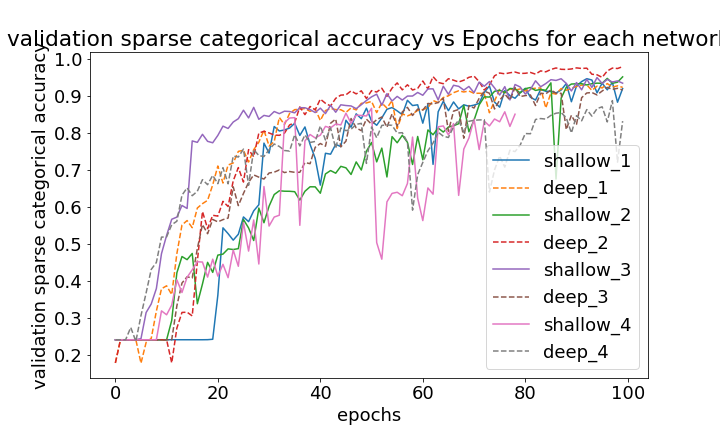 validation sparse categorical accuracy vs Epochs for each network
validation sparse categorical accuracy
1.0
0.9
0.8
0.7
0.6
0.5
0.4
0.3
0.2
0 20 40 60 80 100
epochs
shallow_1
deep_1
shallow_2
deep_2
shallow_3
deep_3
shallow_4
deep_4